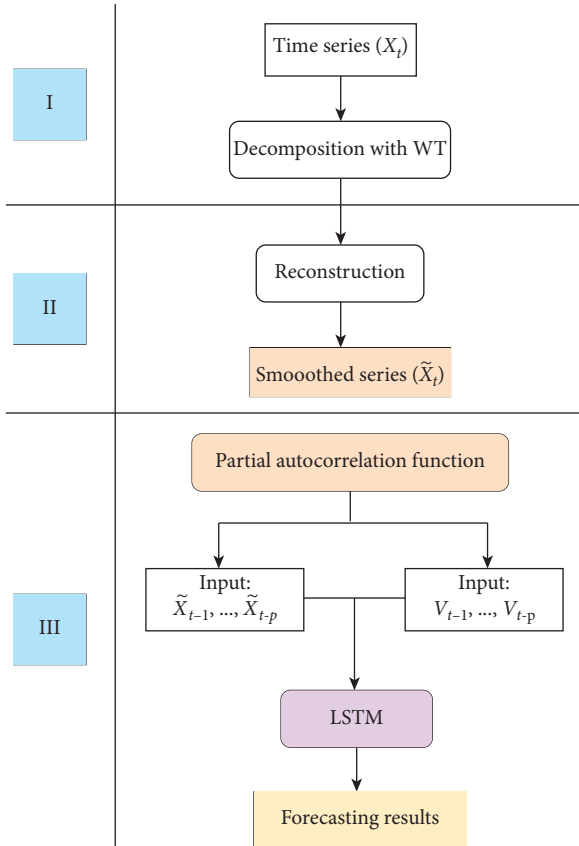 Time series (X_t)
I
Decomposition with WT
Reconstruction
II
Smooothed series (X̃_t)
Partial autocorrelation function
Input:
X̃_{t–1}, ..., X̃_{t-p}
Input:
V_{t–1}, ..., V_{t-p}
III
LSTM
Forecasting results